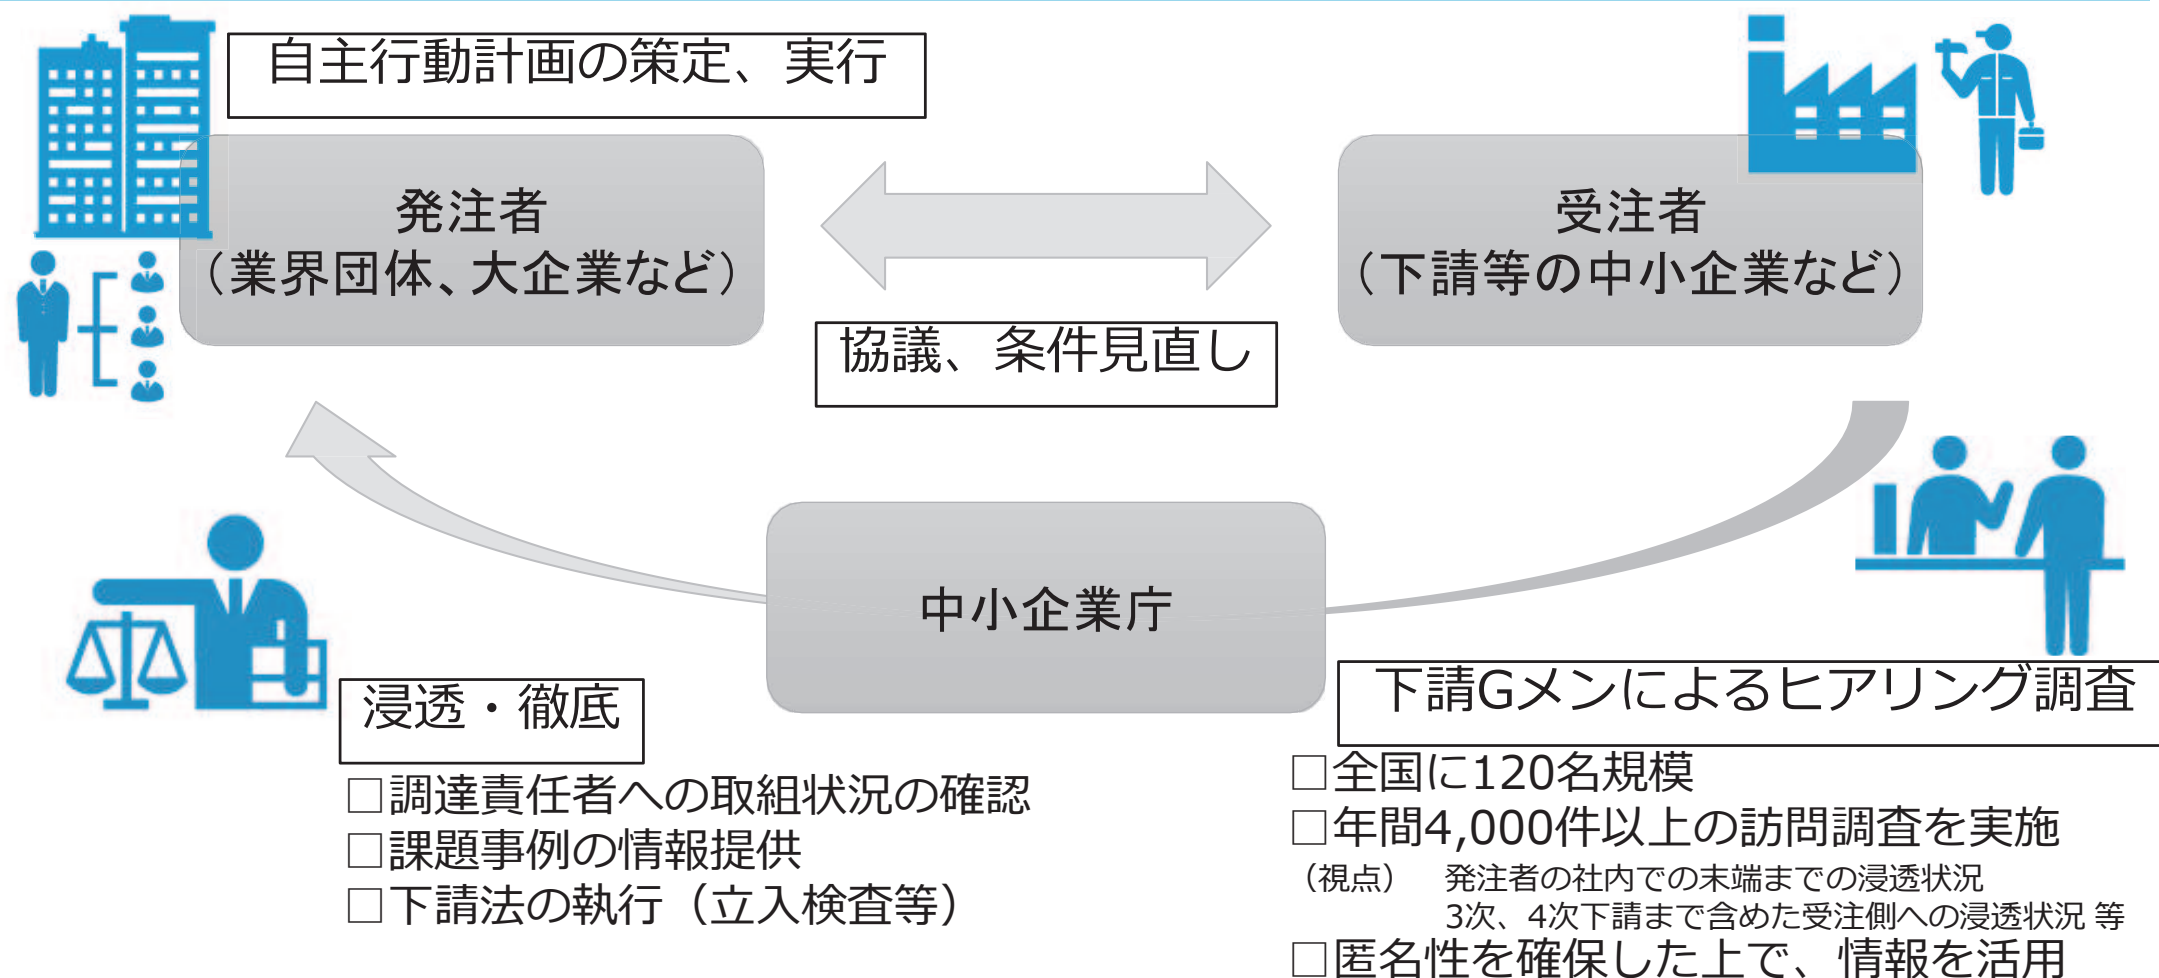 自主行動計画の策定、実行
発注者
（業界団体、大企業など）
受注者
（下請等の中小企業など）
協議、条件見直し
中小企業庁
浸透・徹底
□調達責任者への取組状況の確認
□課題事例の情報提供
□下請法の執行（立入検査等）
下請Gメンによるヒアリング調査
□全国に120名規模
□年間4,000件以上の訪問調査を実施
（視点）　発注者の社内での末端までの浸透状況
3次、4次下請まで含めた受注側への浸透状況 等
□匿名性を確保した上で、情報を活用